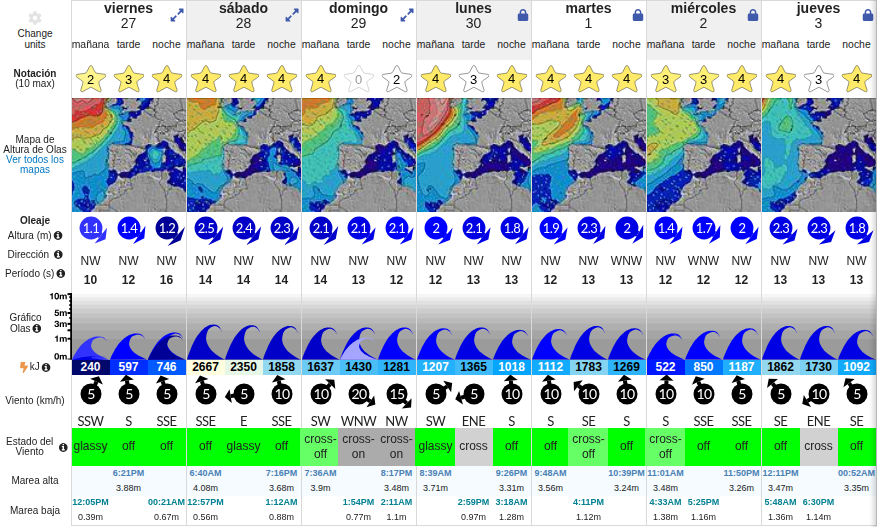 viernes sábado domingo lunes martes miércoles jueves
27 28 29 30 1 2 3
Change
units
mañana tarde noche mañana tarde noche mañana tarde noche mañana tarde noche mañana tarde noche mañana tarde noche mañana tarde noche
Notación
(10 max)
2 3 4 4 4 4 4 0 2 4 3 4 4 4 4 3 3 4 4 3 4
Mapa de
Altura de Olas
Ver todos los
mapas
Oleaje
Altura (m)
1.1 1.4 1.2 2.5 2.4 2.3 2.1 2.1 2.1 2 2.1 1.8 1.9 2.3 2 1.4 1.7 2 2.3 2.3 1.8
Dirección
NW NW NW NW NW NW NW NW NW NW NW NW NW NW WNW NW WNW NW NW NW NW
Período (s)
10 12 16 14 14 14 14 13 12 12 13 13 12 13 13 12 12 12 13 13 13
Gráfico
Olas
10m
5m
3m
1m
0m
kJ
240 597 746 2667 2350 1858 1637 1430 1281 1207 1365 1018 1112 1783 1269 522 850 1187 1862 1730 1092
Viento (km/h)
5 5 5 5 5 10 10 20 15 5 5 10 10 10 10 10 10 10 5 10 5
SSW S SSE SSE E SSE SW WNW NW SW ENE S S SE S S SSE SSE SE ENE SE
Estado del
Viento
glassy off off off glassy off cross-off cross-on cross-on glassy cross off off cross-off off cross-off off off off cross off
Marea alta
6:21PM 6:40AM 7:16PM 7:36AM 8:17PM 8:39AM 9:26PM 9:48AM 10:39PM 11:01AM 11:50PM 12:11PM 00:52AM
3.88m 4.08m 3.68m 3.9m 3.48m 3.71m 3.31m 3.56m 3.24m 3.48m 3.26m 3.47m 3.35m
Marea baja
12:05PM 00:21AM 12:57PM 1:12AM 1:54PM 2:11AM 2:59PM 3:18AM 4:11PM 4:33AM 5:25PM 5:48AM 6:30PM
0.39m 0.67m 0.56m 0.88m 0.77m 1.1m 0.97m 1.28m 1.12m 1.38m 1.16m 1.36m 1.14m